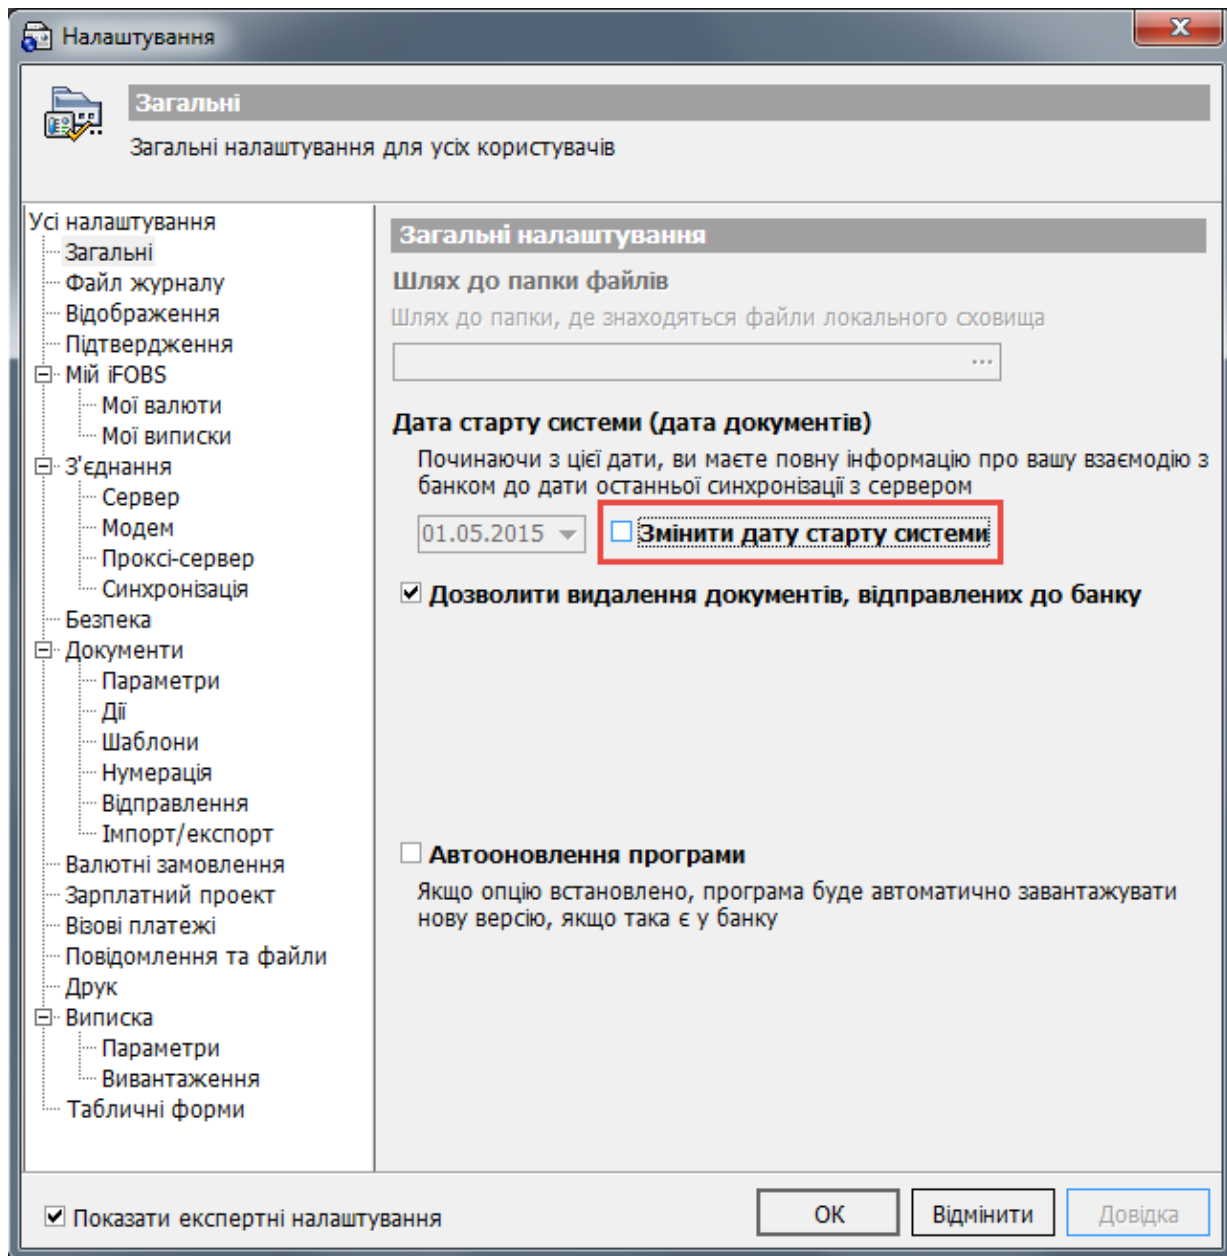 Налаштування
Загальні
Загальні налаштування для усіх користувачів
Усі налаштування
Загальні
Файл журналу
Відображення
Підтвердження
Мій iFOBS
Мої валюти
Мої виписки
З'єднання
Сервер
Модем
Проксі-сервер
Синхронізація
Безпека
Документи
Параметри
Дії
Шаблони
Нумерація
Відправлення
Імпорт/експорт
Валютні замовлення
Зарплатний проект
Візові платежі
Повідомлення та файли
Друк
Виписка
Параметри
Вивантаження
Табличні форми
Загальні налаштування
Шлях до папки файлів
Шлях до папки, де знаходяться файли локального сховища
...
Дата старту системи (дата документів)
Починаючи з цієї дати, ви маєте повну інформацію про вашу взаємодію з
банком до дати останньої синхронізації з сервером
01.05.2015
Змінити дату старту системи
Дозволити видалення документів, відправлених до банку
Автооновлення програми
Якщо опцію встановлено, програма буде автоматично завантажувати
нову версію, якщо така є у банку
Показати експертні налаштування
ОК
Відмінити
Довідка